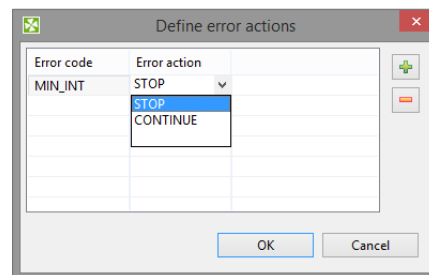 Define error actions
Error code Error action
MIN_INT STOP
STOP
CONTINUE
OK Cancel